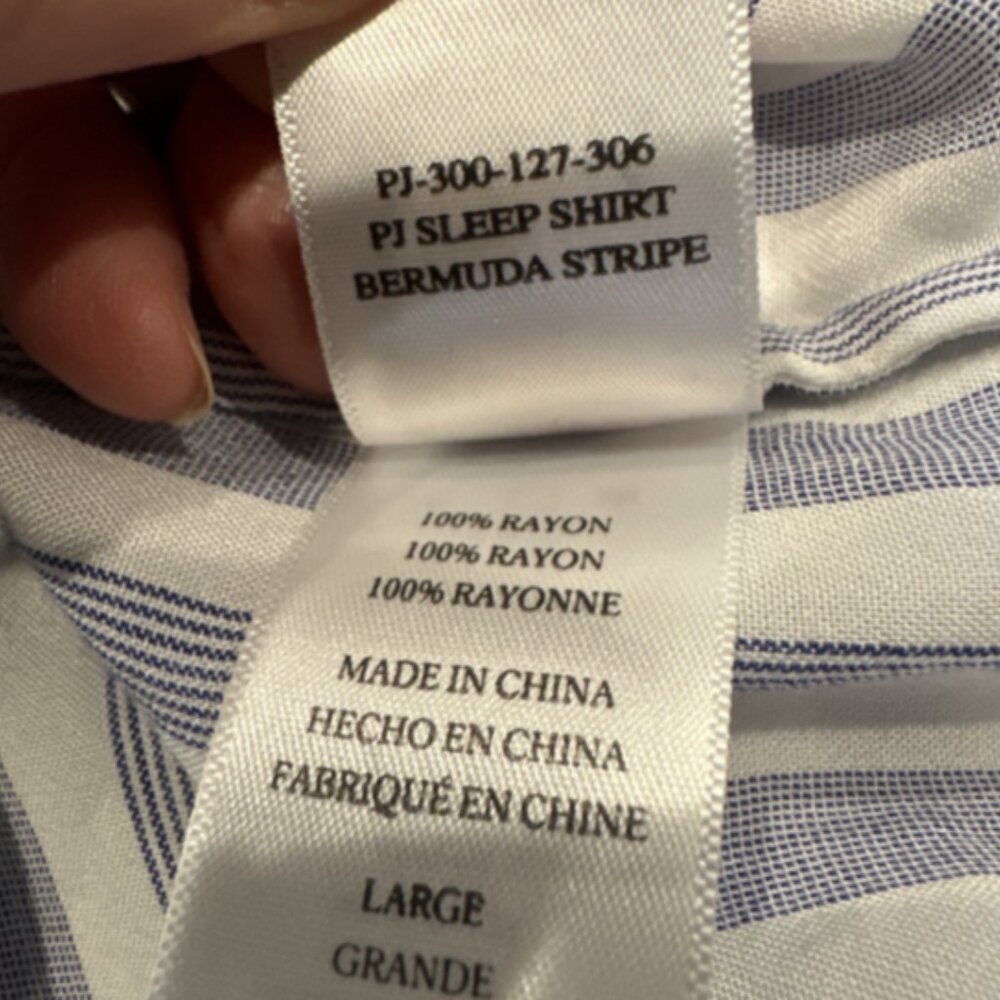 PJ-300-127-306
PJ SLEEP SHIRT
BERMUDA STRIPE
100% RAYON
100% RAYON
100% RAYONNE
MADE IN CHINA
HECHO EN CHINA
FABRIQUÉ EN CHINE
LARGE
GRANDE